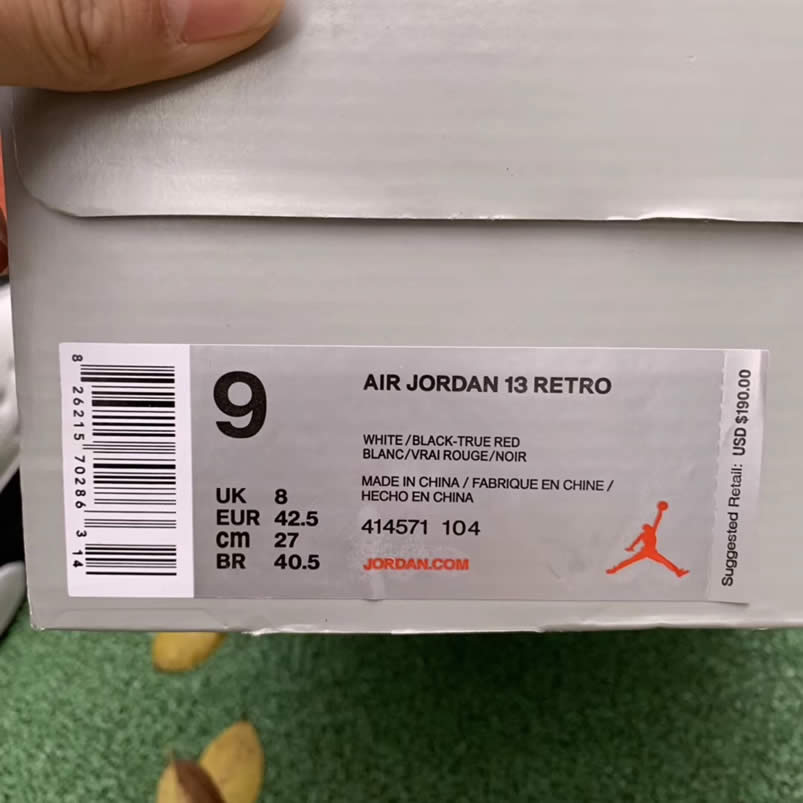 8 26215 70286 3 14
9
UK 8
EUR 42.5
cm 27
BR 40.5
AIR JORDAN 13 RETRO
WHITE/BLACK-TRUE RED
BLANC/VRAI ROUGE/NOIR
MADE IN CHINA / FABRIQUE EN CHINE /
HECHO EN CHINA
414571 104
JORDAN.COM
Suggested Retail: USD $190.00